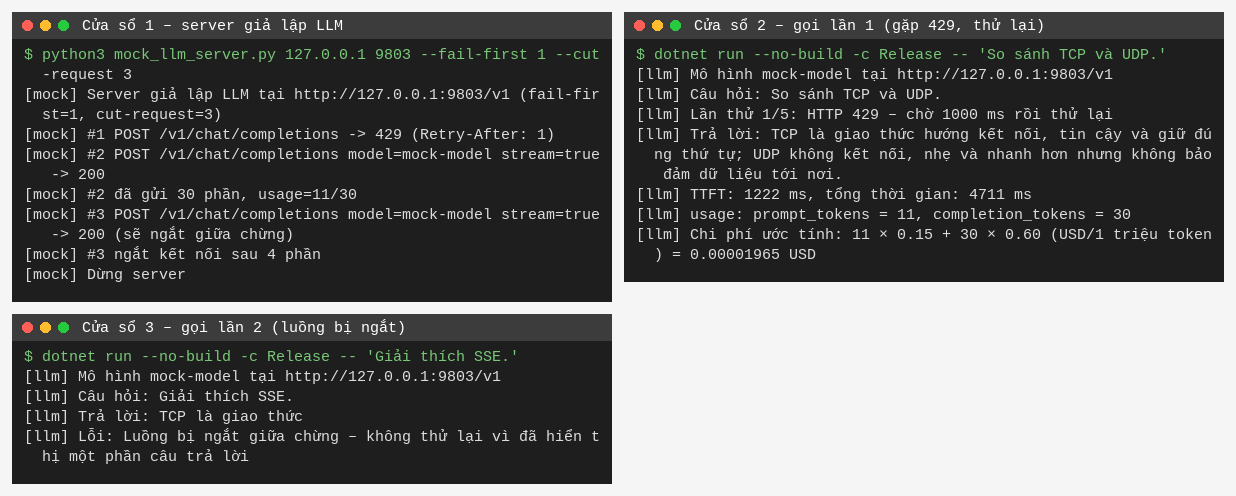 Cửa sổ 1 – server giả lập LLM
$ python3 mock_llm_server.py 127.0.0.1 9803 --fail-first 1 --cut
-request 3
[mock] Server giả lập LLM tại http://127.0.0.1:9803/v1 (fail-fir
st=1, cut-request=3)
[mock] #1 POST /v1/chat/completions -> 429 (Retry-After: 1)
[mock] #2 POST /v1/chat/completions model=mock-model stream=true
-> 200
[mock] #2 đã gửi 30 phần, usage=11/30
[mock] #3 POST /v1/chat/completions model=mock-model stream=true
-> 200 (sẽ ngắt giữa chừng)
[mock] #3 ngắt kết nối sau 4 phần
[mock] Dừng server
Cửa sổ 2 – gọi lần 1 (gặp 429, thử lại)
$ dotnet run --no-build -c Release -- 'So sánh TCP và UDP.'
[llm] Mô hình mock-model tại http://127.0.0.1:9803/v1
[llm] Câu hỏi: So sánh TCP và UDP.
[llm] Lần thử 1/5: HTTP 429 – chờ 1000 ms rồi thử lại
[llm] Trả lời: TCP là giao thức hướng kết nối, tin cậy và giữ đú
ng thứ tự; UDP không kết nối, nhẹ và nhanh hơn nhưng không bảo
đảm dữ liệu tới nơi.
[llm] TTFT: 1222 ms, tổng thời gian: 4711 ms
[llm] usage: prompt_tokens = 11, completion_tokens = 30
[llm] Chi phí ước tính: 11 × 0.15 + 30 × 0.60 (USD/1 triệu token
) = 0.00001965 USD
Cửa sổ 3 – gọi lần 2 (luồng bị ngắt)
$ dotnet run --no-build -c Release -- 'Giải thích SSE.'
[llm] Mô hình mock-model tại http://127.0.0.1:9803/v1
[llm] Câu hỏi: Giải thích SSE.
[llm] Trả lời: TCP là giao thức
[llm] Lỗi: Luồng bị ngắt giữa chừng – không thử lại vì đã hiển t
hị một phần câu trả lời